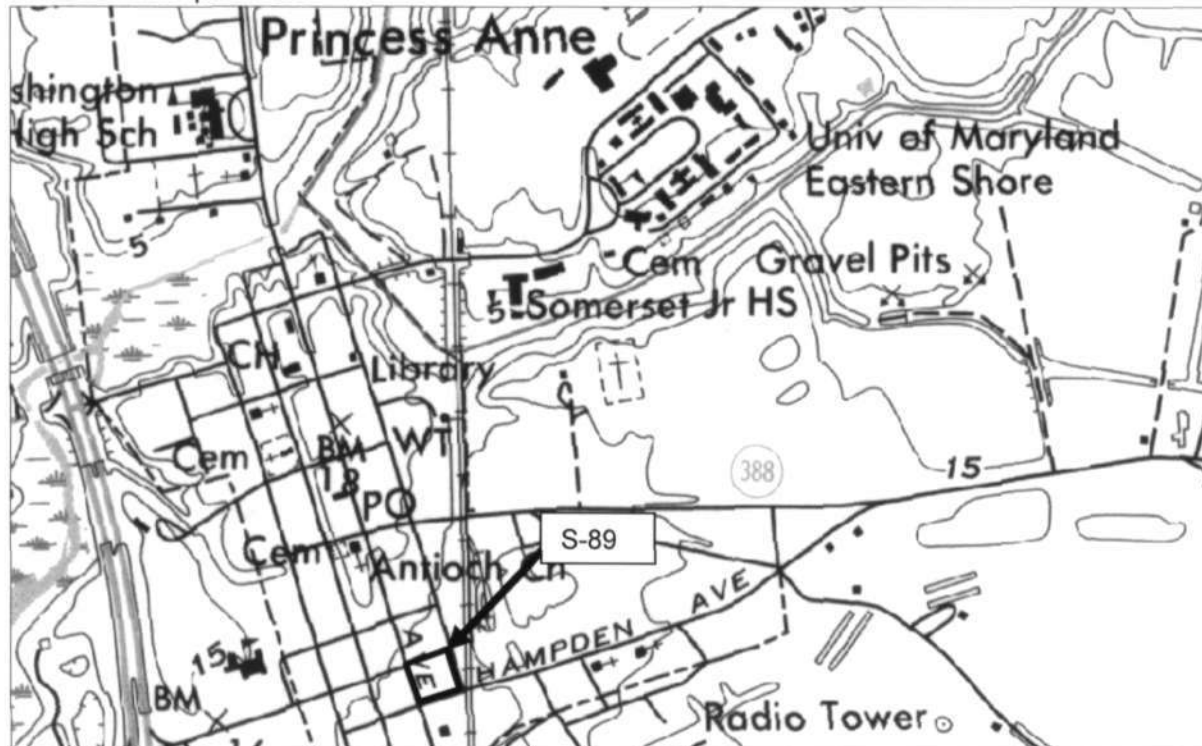 Princess Anne
shington
High Sch
Univ of Maryland
Eastern Shore
5
Cem
Gravel Pits
5
Somerset Jr HS
CH
Library
Cem
BM
18
WT
PO
388
15
Cem
Antioch Ch
S-89
AVE
HAMPDEN AVE
15
BM
Radio Tower